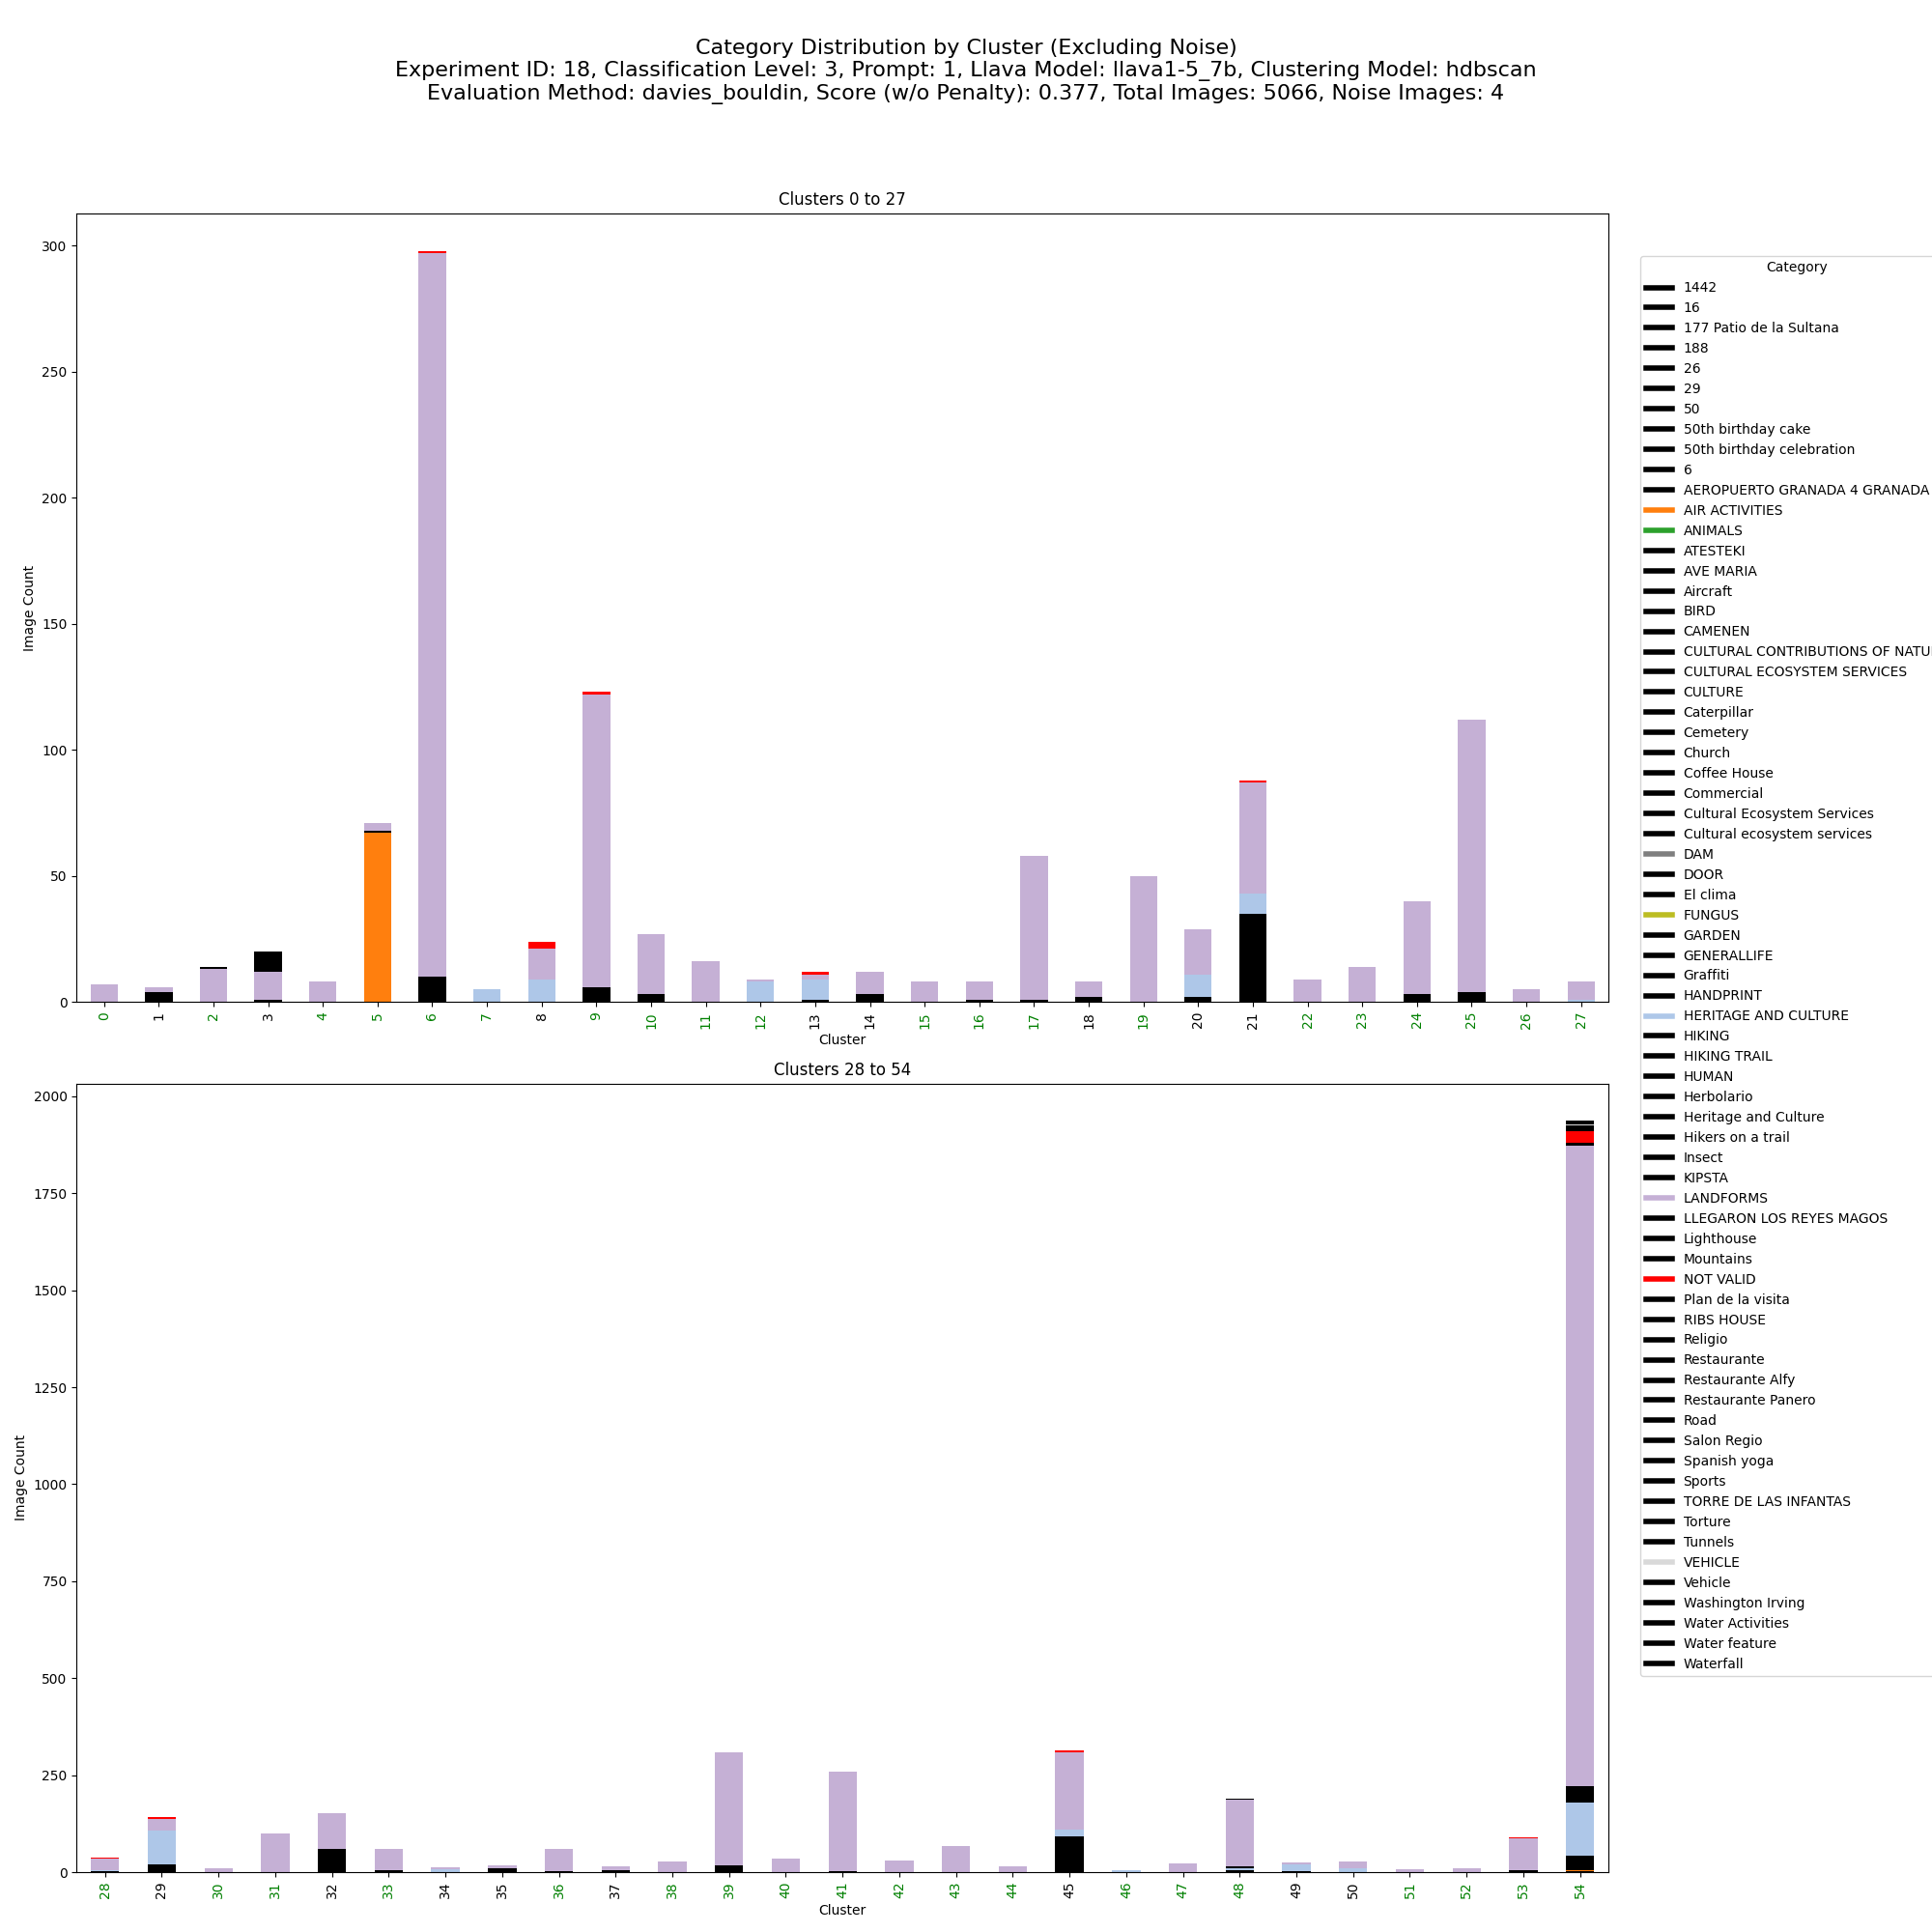 Category Distribution by Cluster (Excluding Noise)
Experiment ID: 18, Classification Level: 3, Prompt: 1, Llava Model: llava1-5_7b, Clustering Model: hdbscan
Evaluation Method: davies_bouldin, Score (w/o Penalty): 0.377, Total Images: 5066, Noise Images: 4
Clusters 0 to 27
300
250
200
150
100
50
0
Image Count
0 1 2 3 4 5 6 7 8 9 10 11 12 13 14 15 16 17 18 19 20 21 22 23 24 25 26 27
Cluster
Clusters 28 to 54
2000
1750
1500
1250
1000
750
500
250
0
Image Count
28 29 30 31 32 33 34 35 36 37 38 39 40 41 42 43 44 45 46 47 48 49 50 51 52 53 54
Cluster
Category
1442
16
177 Patio de la Sultana
188
26
29
50
50th birthday cake
50th birthday celebration
6
AEROPUERTO GRANADA 4 GRANADA
AIR ACTIVITIES
ANIMALS
ATESTEKI
AVE MARIA
Aircraft
BIRD
CAMENEN
CULTURAL CONTRIBUTIONS OF NATU
CULTURAL ECOSYSTEM SERVICES
CULTURE
Caterpillar
Cemetery
Church
Coffee House
Commercial
Cultural Ecosystem Services
Cultural ecosystem services
DAM
DOOR
El clima
FUNGUS
GARDEN
GENERALLIFE
Graffiti
HANDPRINT
HERITAGE AND CULTURE
HIKING
HIKING TRAIL
HUMAN
Herbolario
Heritage and Culture
Hikers on a trail
Insect
KIPSTA
LANDFORMS
LLEGARON LOS REYES MAGOS
Lighthouse
Mountains
NOT VALID
Plan de la visita
RIBS HOUSE
Religio
Restaurante
Restaurante Alfy
Restaurante Panero
Road
Salon Regio
Spanish yoga
Sports
TORRE DE LAS INFANTAS
Torture
Tunnels
VEHICLE
Vehicle
Washington Irving
Water Activities
Water feature
Waterfall